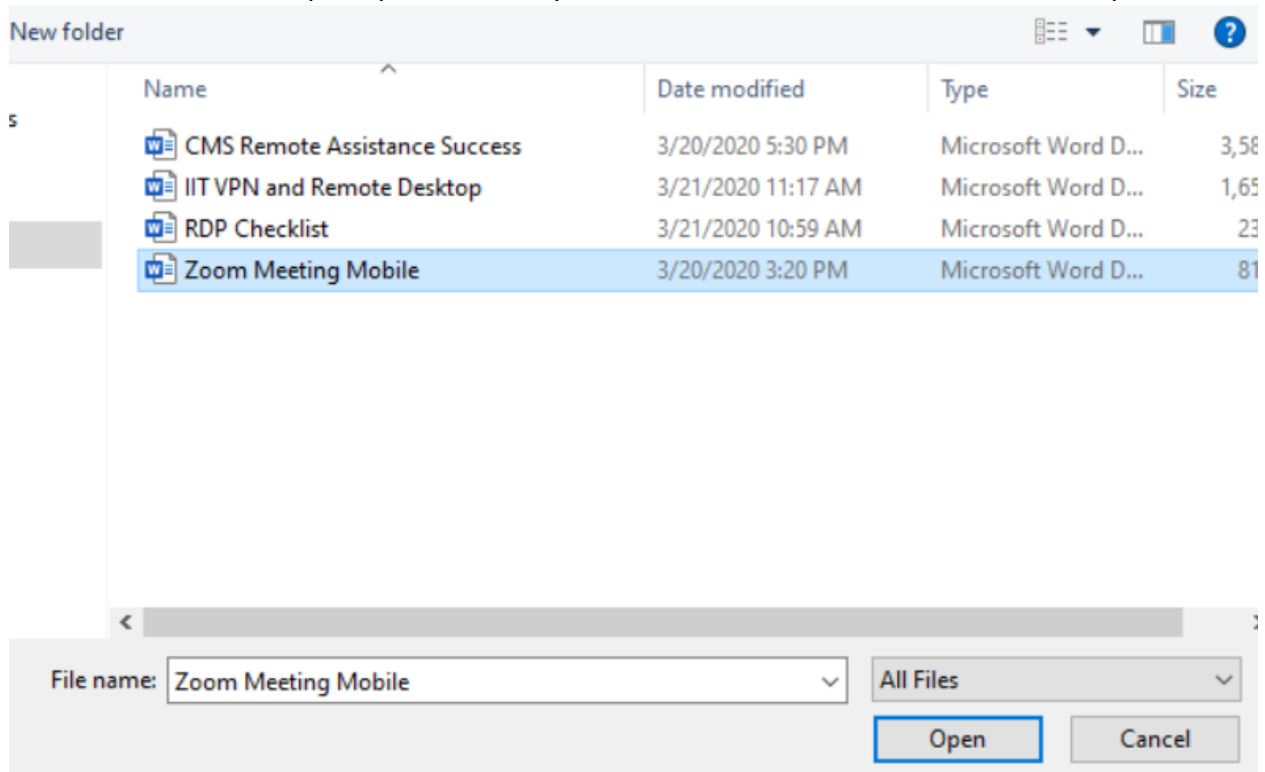 New folder
?
Name Date modified Type Size
s
CMS Remote Assistance Success 3/20/2020 5:30 PM Microsoft Word D... 3,58
IIT VPN and Remote Desktop 3/21/2020 11:17 AM Microsoft Word D... 1,65
RDP Checklist 3/21/2020 10:59 AM Microsoft Word D... 23
Zoom Meeting Mobile 3/20/2020 3:20 PM Microsoft Word D... 81
File name: Zoom Meeting Mobile All Files
Open Cancel